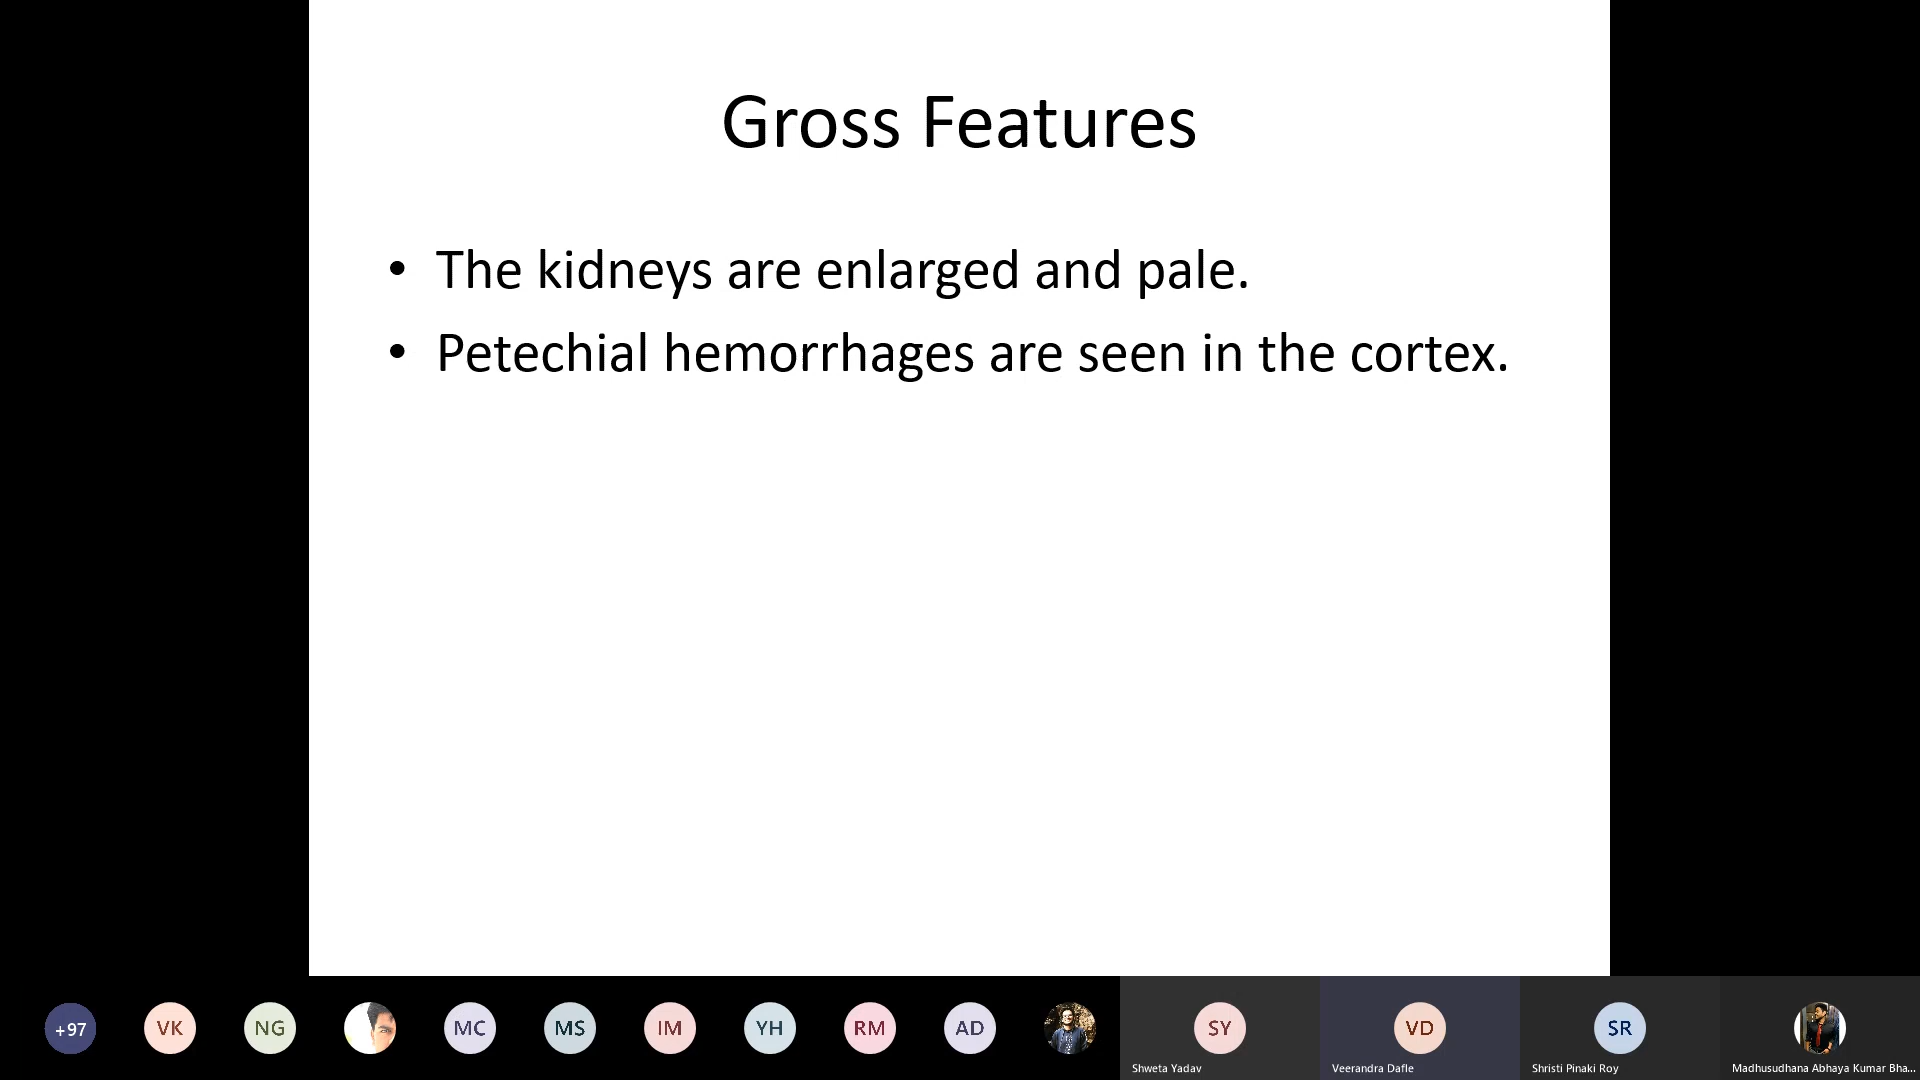 Gross Features
• The kidneys are enlarged and pale.
• Petechial hemorrhages are seen in the cortex.
+97
VK
NG
MC
MS
IM
YH
RM
AD
SY
VD
SR
Shweta Yadav
Veerandra Dafle
Shristi Pinaki Roy
Madhusudhana Abhaya Kumar Bha...